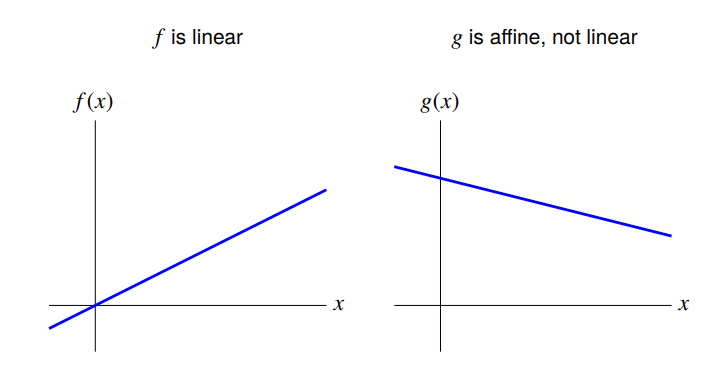 f is linear
g is affine, not linear
f(x)
g(x)
x
x